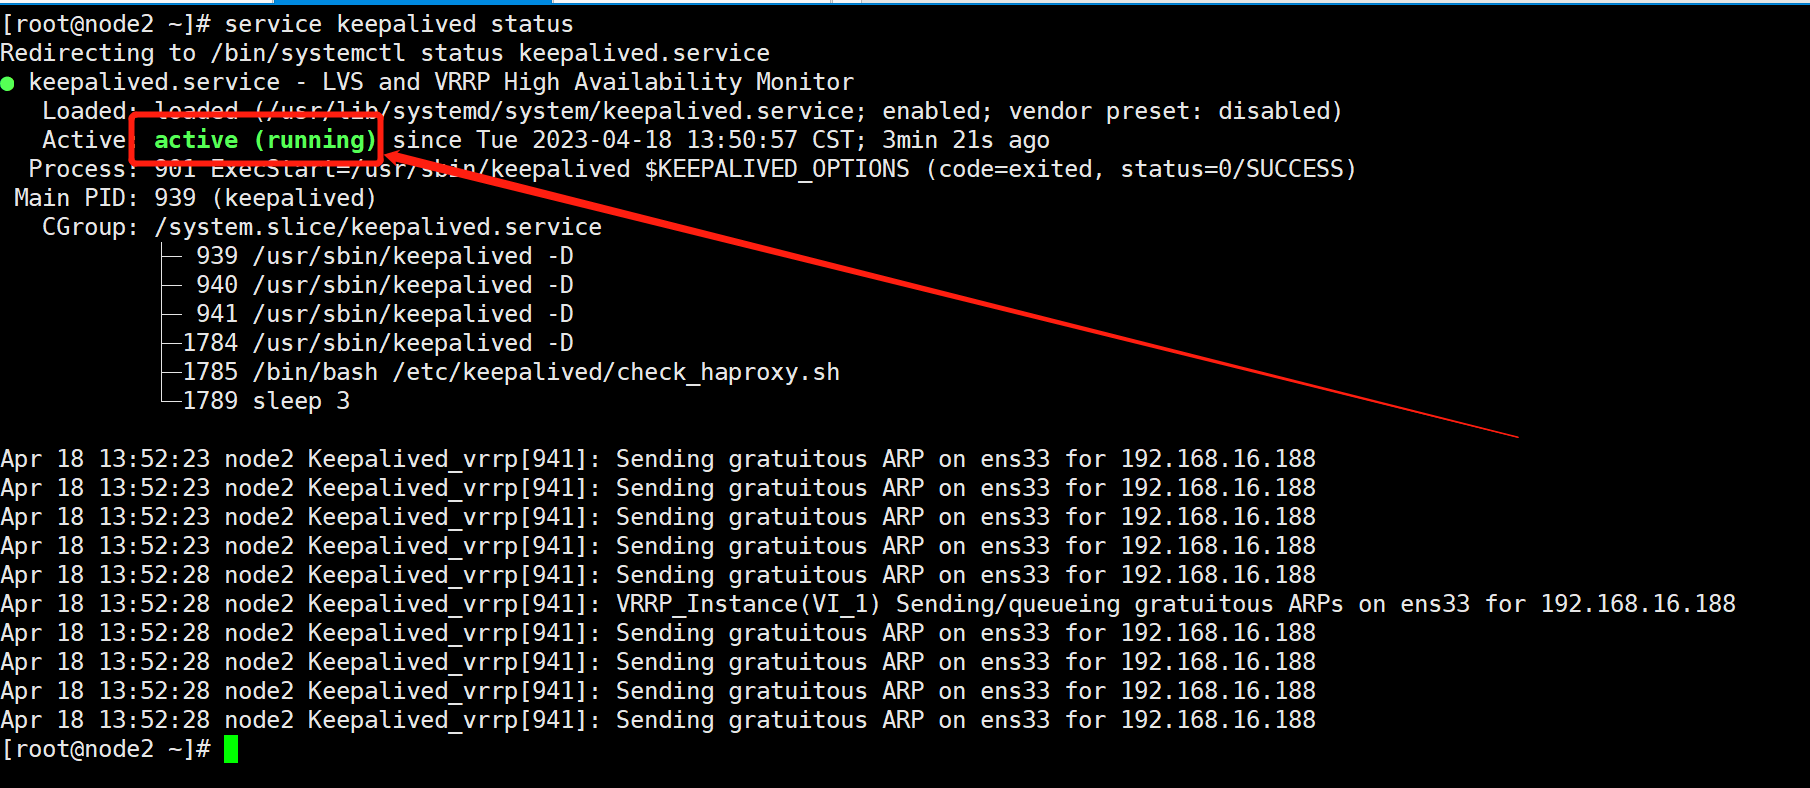 [root@node2 ~]# service keepalived status
Redirecting to /bin/systemctl status keepalived.service
● keepalived.service - LVS and VRRP High Availability Monitor
   Loaded: loaded (/usr/lib/systemd/system/keepalived.service; enabled; vendor preset: disabled)
   Active: active (running) since Tue 2023-04-18 13:50:57 CST; 3min 21s ago
  Process: 901 ExecStart=/usr/sbin/keepalived $KEEPALIVED_OPTIONS (code=exited, status=0/SUCCESS)
 Main PID: 939 (keepalived)
   CGroup: /system.slice/keepalived.service
           ├─ 939 /usr/sbin/keepalived -D
           ├─ 940 /usr/sbin/keepalived -D
           ├─ 941 /usr/sbin/keepalived -D
           ├─1784 /usr/sbin/keepalived -D
           ├─1785 /bin/bash /etc/keepalived/check_haproxy.sh
           └─1789 sleep 3

Apr 18 13:52:23 node2 Keepalived_vrrp[941]: Sending gratuitous ARP on ens33 for 192.168.16.188
Apr 18 13:52:23 node2 Keepalived_vrrp[941]: Sending gratuitous ARP on ens33 for 192.168.16.188
Apr 18 13:52:23 node2 Keepalived_vrrp[941]: Sending gratuitous ARP on ens33 for 192.168.16.188
Apr 18 13:52:23 node2 Keepalived_vrrp[941]: Sending gratuitous ARP on ens33 for 192.168.16.188
Apr 18 13:52:28 node2 Keepalived_vrrp[941]: Sending gratuitous ARP on ens33 for 192.168.16.188
Apr 18 13:52:28 node2 Keepalived_vrrp[941]: VRRP_Instance(VI_1) Sending/queueing gratuitous ARPs on ens33 for 192.168.16.188
Apr 18 13:52:28 node2 Keepalived_vrrp[941]: Sending gratuitous ARP on ens33 for 192.168.16.188
Apr 18 13:52:28 node2 Keepalived_vrrp[941]: Sending gratuitous ARP on ens33 for 192.168.16.188
Apr 18 13:52:28 node2 Keepalived_vrrp[941]: Sending gratuitous ARP on ens33 for 192.168.16.188
Apr 18 13:52:28 node2 Keepalived_vrrp[941]: Sending gratuitous ARP on ens33 for 192.168.16.188
[root@node2 ~]#